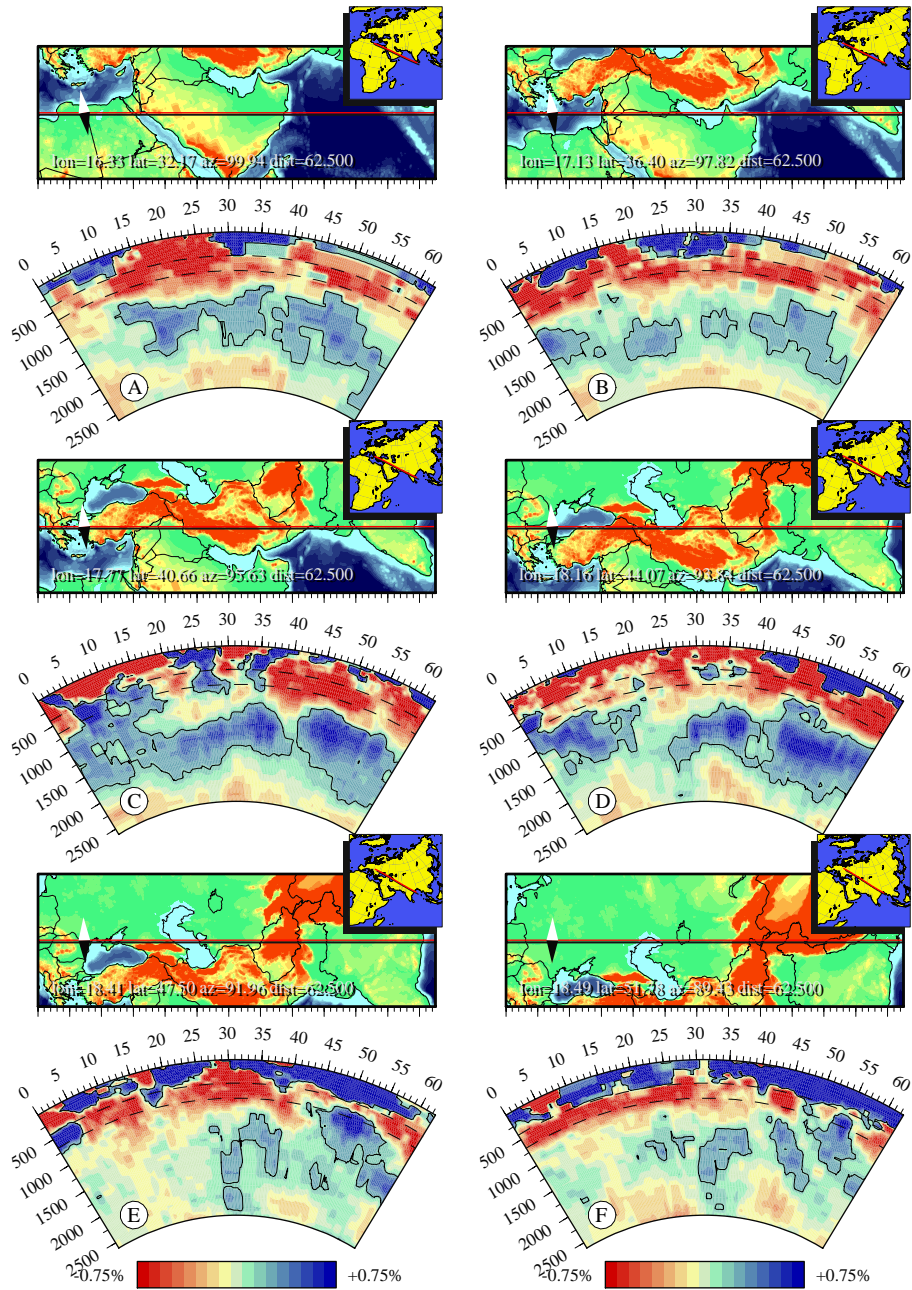 lon=16.33 lat=32.17 az=99.94 dist=62.500
0 5 10 15 20 25 30 35 40 45 50 55 60
500
1000
1500
2000
2500
A
lon=17.13 lat=36.40 az=97.82 dist=62.500
0 5 10 15 20 25 30 35 40 45 50 55 60
500
1000
1500
2000
2500
B
lon=17.77 lat=40.66 az=95.63 dist=62.500
0 5 10 15 20 25 30 35 40 45 50 55 60
500
1000
1500
2000
2500
C
lon=18.16 lat=44.07 az=93.84 dist=62.500
0 5 10 15 20 25 30 35 40 45 50 55 60
500
1000
1500
2000
2500
D
lon=18.41 lat=47.50 az=91.96 dist=62.500
0 5 10 15 20 25 30 35 40 45 50 55 60
500
1000
1500
2000
2500
E
-0.75% +0.75%
lon=18.49 lat=51.78 az=89.43 dist=62.500
0 5 10 15 20 25 30 35 40 45 50 55 60
500
1000
1500
2000
2500
F
-0.75% +0.75%